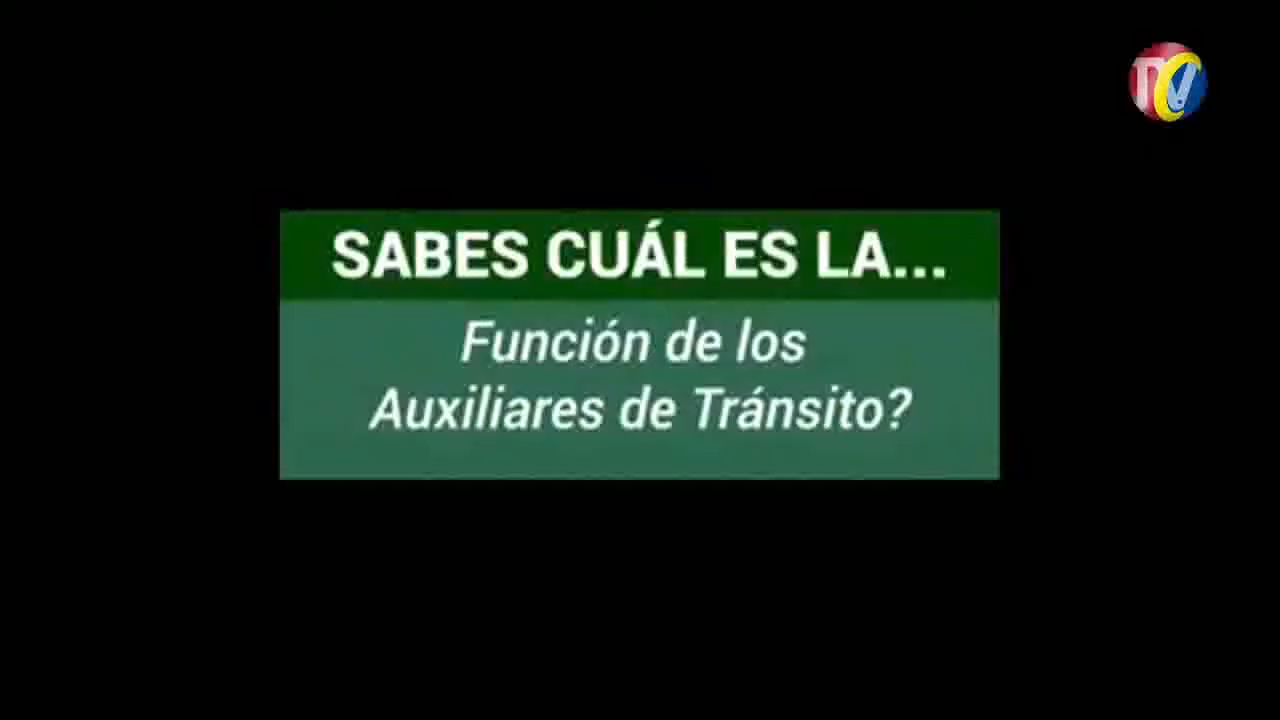 SABES CUÁL ES LA...
Función de los
Auxiliares de Tránsito?